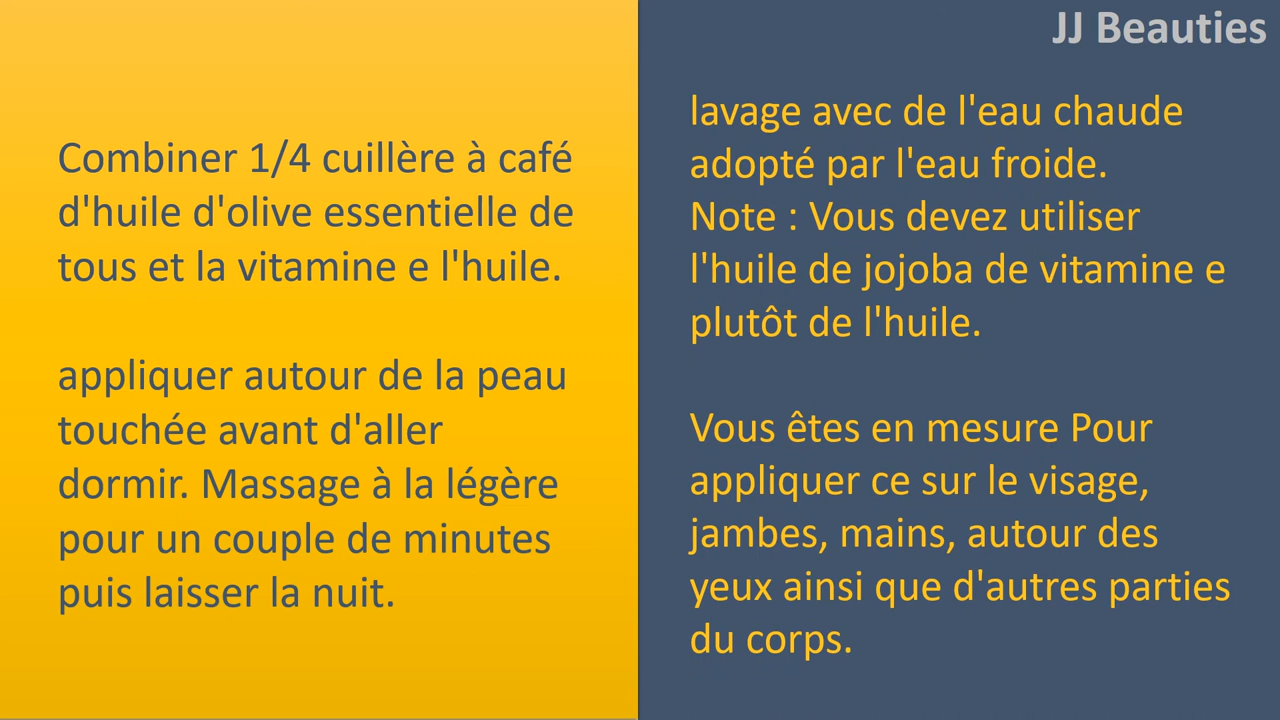 JJ Beauties
Combiner 1/4 cuillère à café
d'huile d'olive essentielle de
tous et la vitamine e l'huile.
appliquer autour de la peau
touchée avant d'aller
dormir. Massage à la légère
pour un couple de minutes
puis laisser la nuit.
lavage avec de l'eau chaude
adopté par l'eau froide.
Note : Vous devez utiliser
l'huile de jojoba de vitamine e
plutôt de l'huile.
Vous êtes en mesure Pour
appliquer ce sur le visage,
jambes, mains, autour des
yeux ainsi que d'autres parties
du corps.